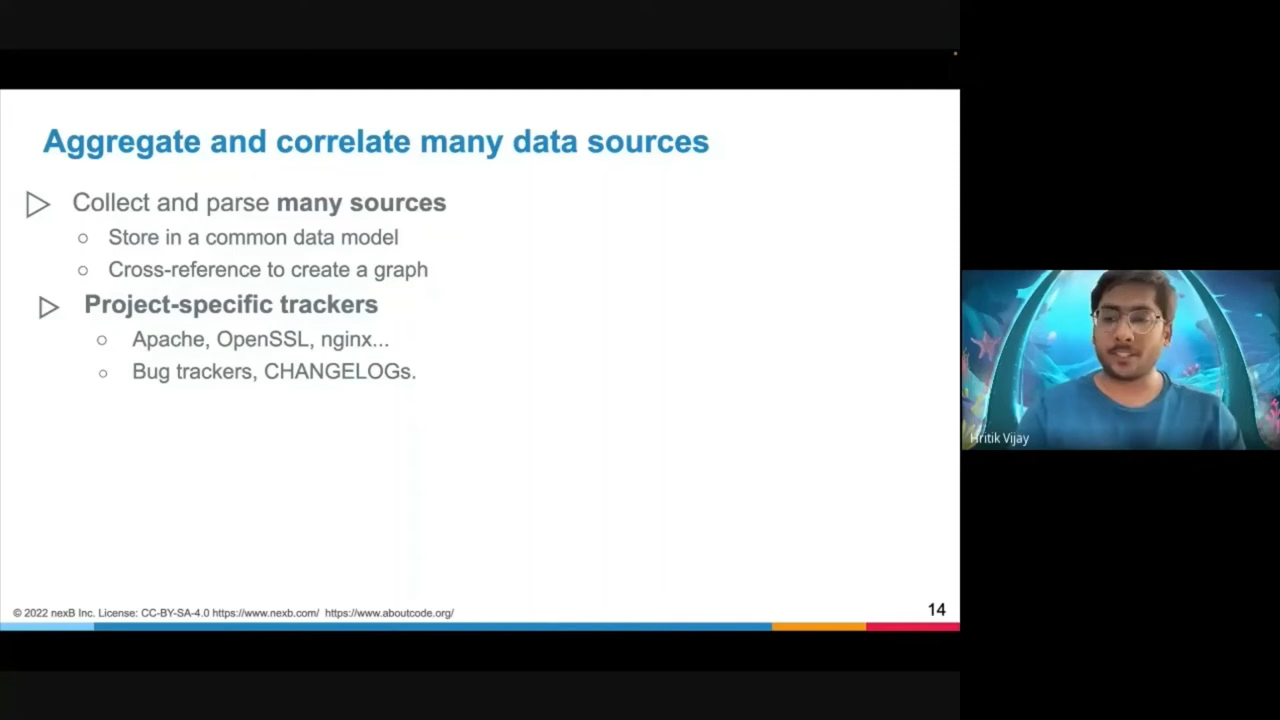 Aggregate and correlate many data sources
Collect and parse many sources
Store in a common data model
Cross-reference to create a graph
Project-specific trackers
Apache, OpenSSL, nginx...
Bug trackers, CHANGELOGs.
© 2022 nexB Inc. License: CC-BY-SA-4.0 https://www.nexb.com/ https://www.aboutcode.org/
14
Hritik Vijay